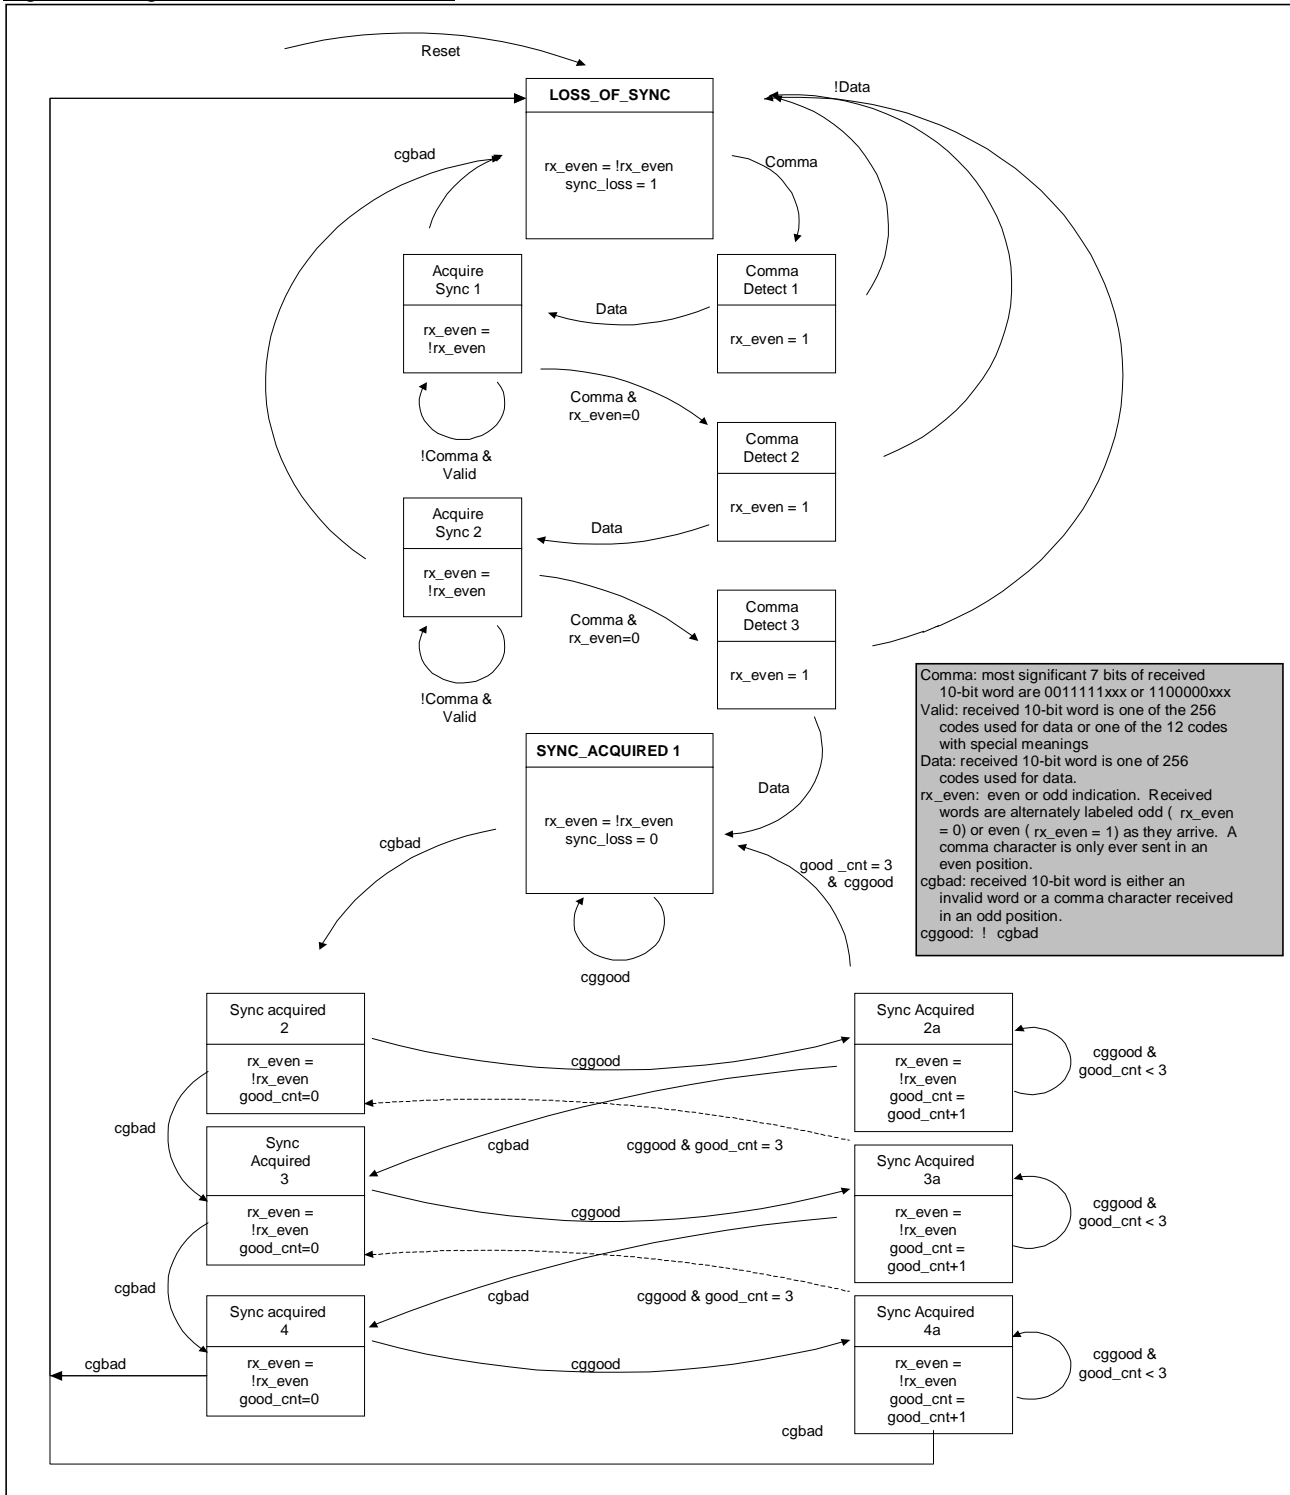 Reset
LOSS_OF_SYNC
rx_even = !rx_even
sync_loss = 1
!Data
cgbad
Comma
Acquire
Sync 1
rx_even =
!rx_even
Data
Comma
Detect 1
rx_even = 1
Comma &
rx_even=0
!Comma &
Valid
Comma
Detect 2
rx_even = 1
Acquire
Sync 2
rx_even =
!rx_even
Data
Comma &
rx_even=0
!Comma &
Valid
Comma
Detect 3
rx_even = 1
Comma: most significant 7 bits of received
10-bit word are 0011111xxx or 1100000xxx
Valid: received 10-bit word is one of the 256
codes used for data or one of the 12 codes
with special meanings
Data: received 10-bit word is one of 256
codes used for data.
rx_even: even or odd indication. Received
words are alternately labeled odd ( rx_even
= 0) or even ( rx_even = 1) as they arrive. A
comma character is only ever sent in an
even position.
cgbad: received 10-bit word is either an
invalid word or a comma character received
in an odd position.
cggood: ! cgbad
SYNC_ACQUIRED 1
rx_even = !rx_even
sync_loss = 0
Data
cgbad
good _cnt = 3
& cggood
cggood
Sync acquired
2
rx_even =
!rx_even
good_cnt=0
cggood
Sync Acquired
2a
rx_even =
!rx_even
good_cnt =
good_cnt+1
cggood &
good_cnt < 3
cgbad
cgbad
cggood & good_cnt = 3
Sync
Acquired
3
rx_even =
!rx_even
good_cnt=0
cggood
Sync Acquired
3a
rx_even =
!rx_even
good_cnt =
good_cnt+1
cggood &
good_cnt < 3
cgbad
cgbad
cggood & good_cnt = 3
Sync acquired
4
rx_even =
!rx_even
good_cnt=0
cgbad
cggood
Sync Acquired
4a
rx_even =
!rx_even
good_cnt =
good_cnt+1
cggood &
good_cnt < 3
cgbad